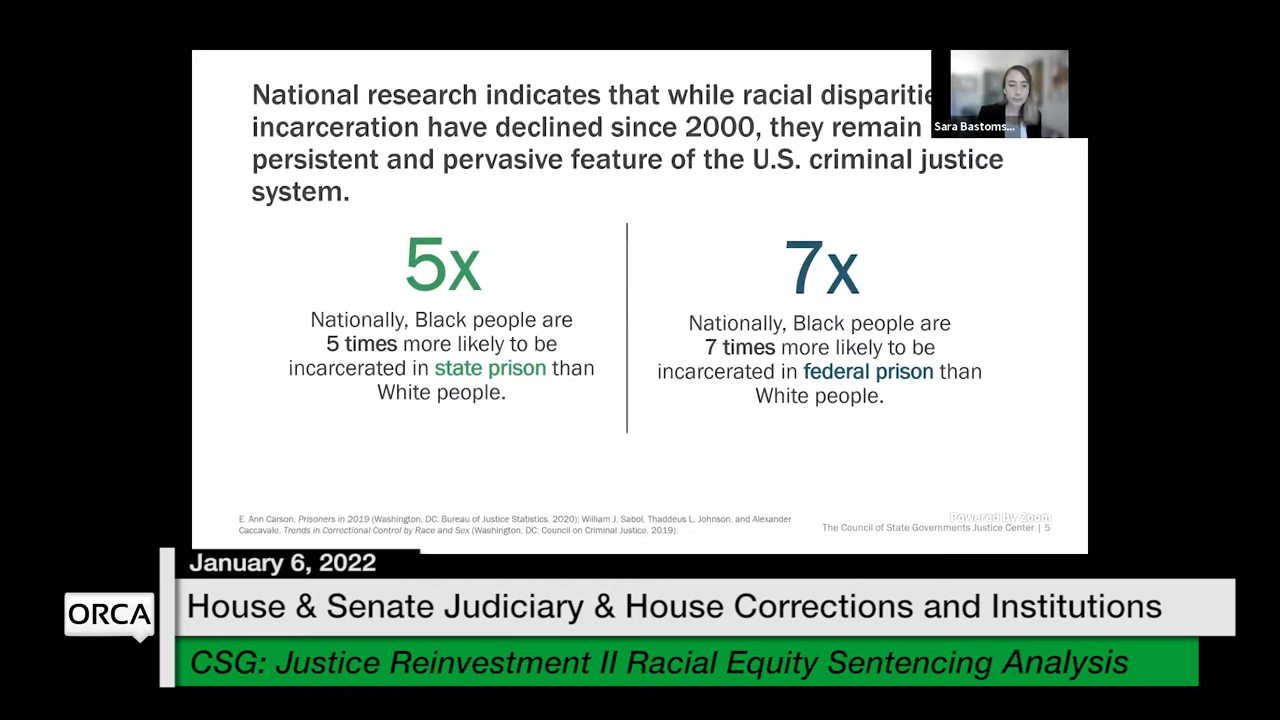 National research indicates that while racial disparitie
incarceration have declined since 2000, they remain
persistent and pervasive feature of the U.S. criminal justice
system.
Sara Bastoms...
5x
Nationally, Black people are
5 times more likely to be
incarcerated in state prison than
White people.
7x
Nationally, Black people are
7 times more likely to be
incarcerated in federal prison than
White people.
E. Ann Carson, Prisoners in 2019 (Washington, DC: Bureau of Justice Statistics, 2020); William J. Sabol, Thaddeus L. Johnson, and Alexander
Caccavale, Trends in Correctional Control by Race and Sex (Washington, DC: Council on Criminal Justice, 2019).
Powered by Zoom
The Council of State Governments Justice Center | 5
January 6, 2022
ORCA
House & Senate Judiciary & House Corrections and Institutions
CSG: Justice Reinvestment II Racial Equity Sentencing Analysis